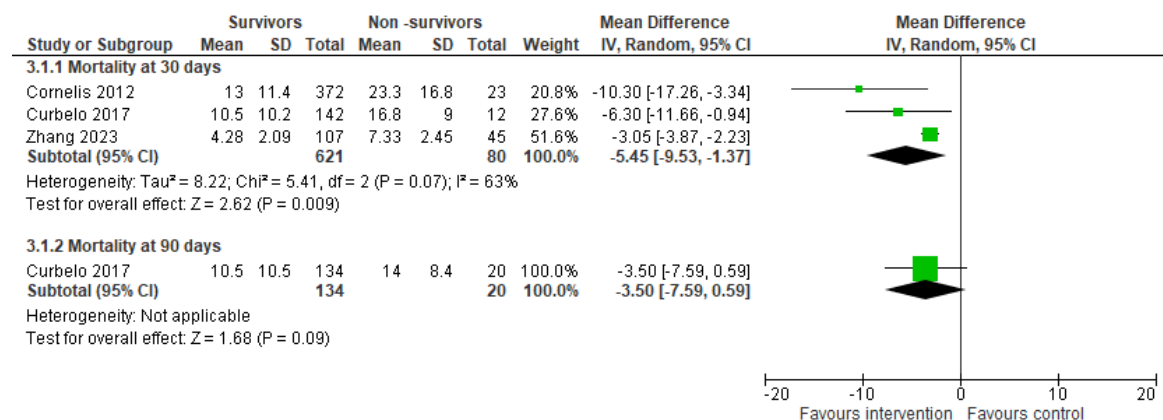 Survivors Non -survivors Mean Difference Mean Difference
Study or Subgroup Mean SD Total Mean SD Total Weight IV, Random, 95% CI IV, Random, 95% CI
3.1.1 Mortality at 30 days
Cornelis 2012 13 11.4 372 23.3 16.8 23 20.8% -10.30 [-17.26, -3.34]
Curbelo 2017 10.5 10.2 142 16.8 9 12 27.6% -6.30 [-11.66, -0.94]
Zhang 2023 4.28 2.09 107 7.33 2.45 45 51.6% -3.05 [-3.87, -2.23]
Subtotal (95% CI) 621 80 100.0% -5.45 [-9.53, -1.37]
Heterogeneity: Tau² = 8.22; Chi² = 5.41, df = 2 (P = 0.07); I² = 63%
Test for overall effect: Z = 2.62 (P = 0.009)
3.1.2 Mortality at 90 days
Curbelo 2017 10.5 10.5 134 14 8.4 20 100.0% -3.50 [-7.59, 0.59]
Subtotal (95% CI) 134 20 100.0% -3.50 [-7.59, 0.59]
Heterogeneity: Not applicable
Test for overall effect: Z = 1.68 (P = 0.09)
-20 -10 0 10 20
Favours intervention Favours control